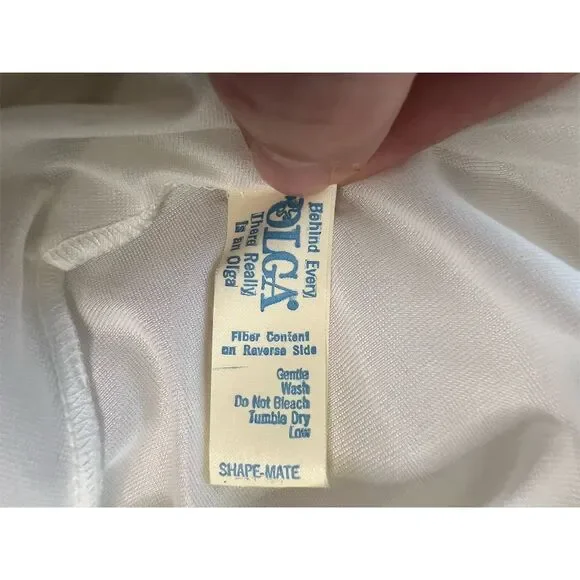 Behind Every
OLGA
There Really
is an Olga
Fiber Content
on Reverse Side
Gentle
Wash
Do Not Bleach
Tumble Dry
Low
SHAPE-MATE